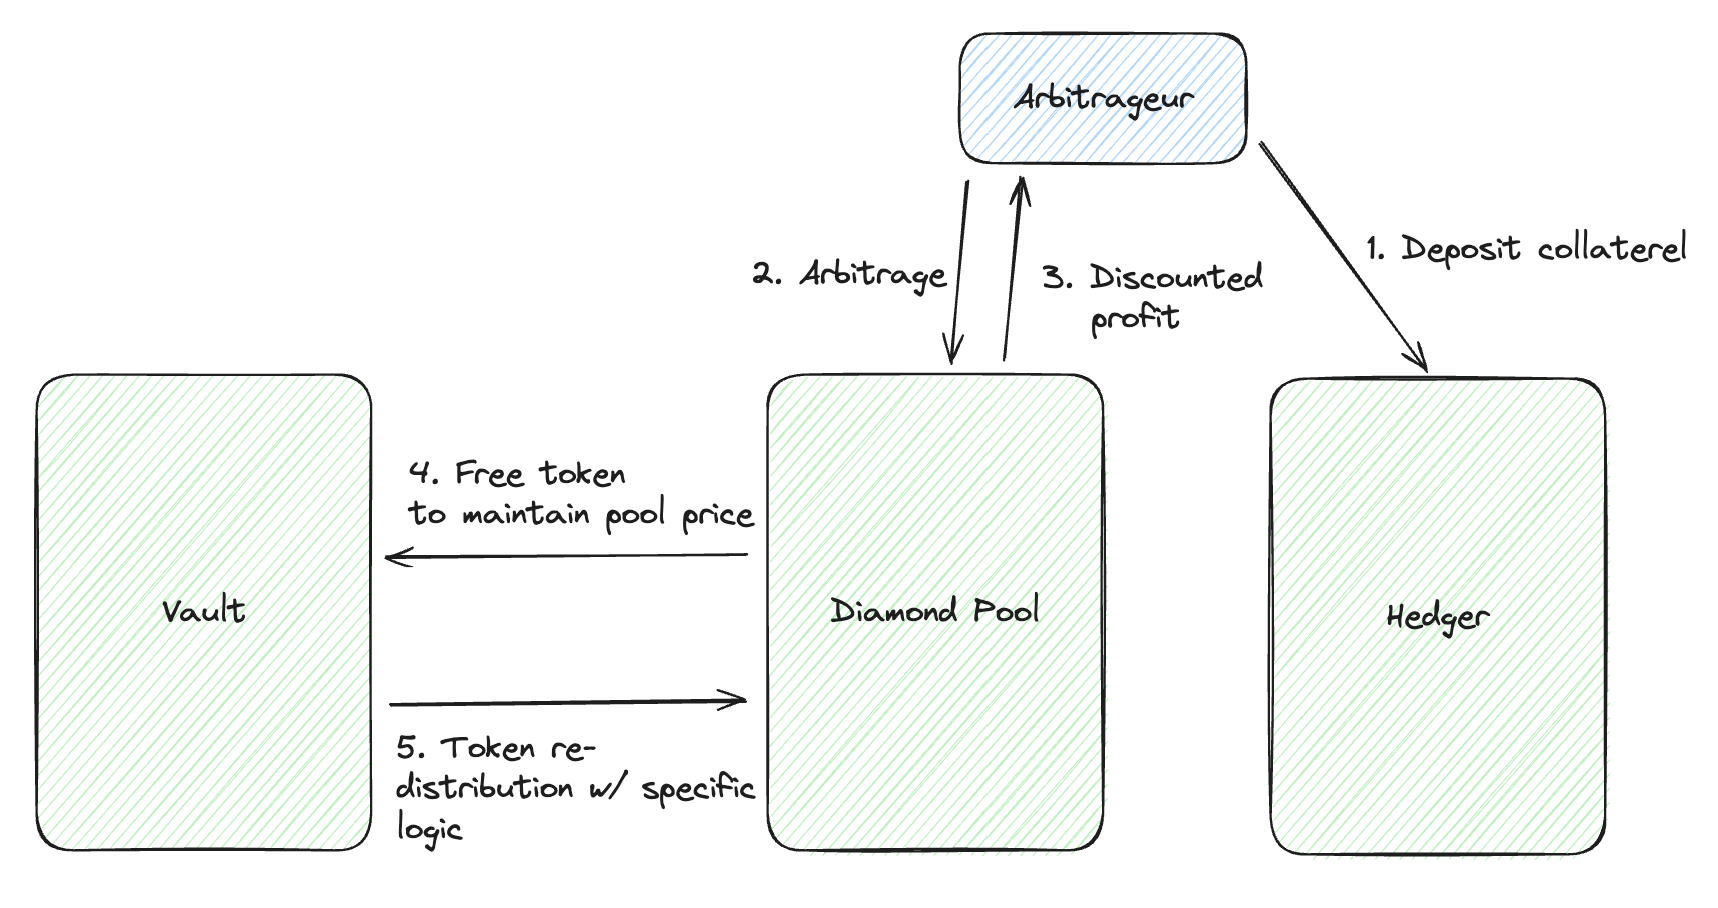 Arbitrageur
1. Deposit collaterel
2. Arbitrage
3. Discounted
profit
4. Free token
to maintain pool price
Vault
Diamond Pool
Hedger
5. Token re-
distribution w/ specific
logic